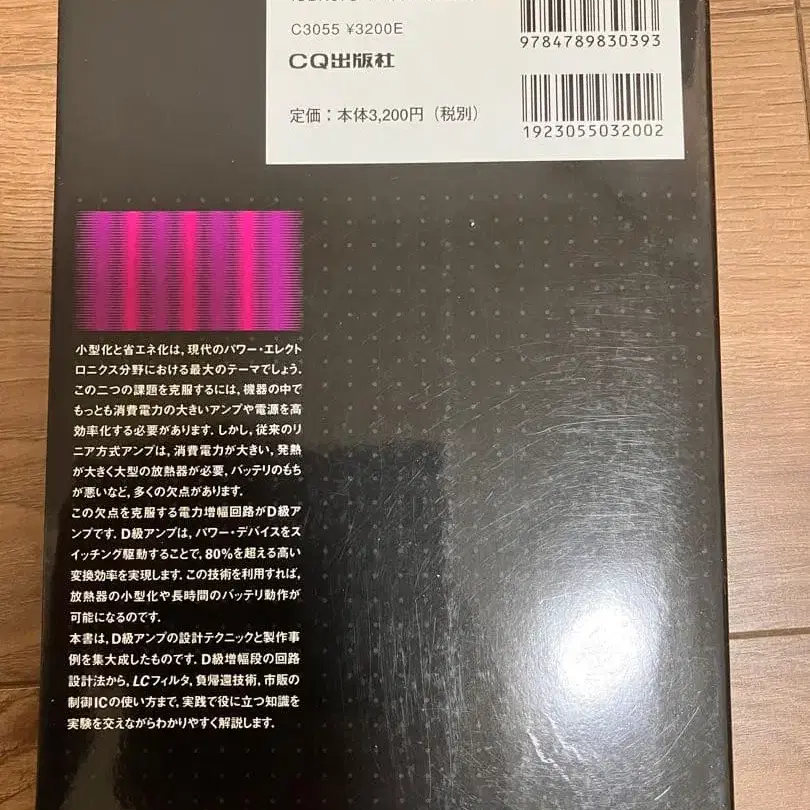 C3055 ¥3200E
CQ出版社
定価：本体3,200円（税別）
9784789830393
1923055032002
小型化と省エネ化は，現代のパワー・エレクト
ロニクス分野における最大のテーマでしょう．
この二つの課題を克服するには，機器の中で
もっとも消費電力の大きいアンプや電源を高
効率化する必要があります．しかし，従来のリ
ニア方式アンプは，消費電力が大きい，発熱
が大きく大型の放熱器が必要，バッテリのもち
が悪いなど，多くの欠点があります．
この欠点を克服する電力増幅回路がD級ア
ンプです．D級アンプは，パワー・デバイスをス
イッチング駆動することで，80%を超える高い
変換効率を実現します．この技術を利用すれば，
放熱器の小型化や長時間のバッテリ動作が
可能になるのです．
本書は，D級アンプの設計テクニックと製作事
例を集大成したものです．D級増幅段の回路
設計法から，LCフィルタ，負帰還技術，市販の
制御ICの使い方まで，実践で役に立つ知識を
実験を交えながらわかりやすく解説します．